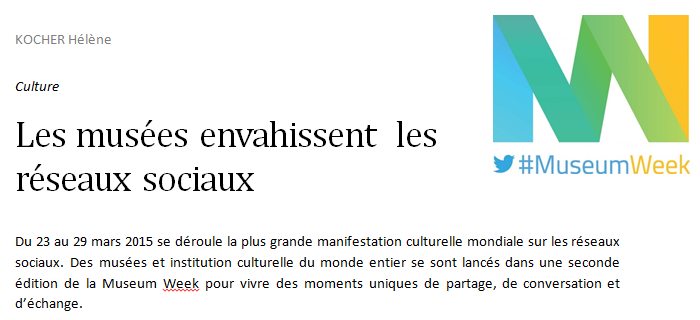 KOCHER Hélène
#MuseumWeek
Culture
Les musées envahissent les
réseaux sociaux
Du 23 au 29 mars 2015 se déroule la plus grande manifestation culturelle mondiale sur les réseaux
sociaux. Des musées et institution culturelle du monde entier se sont lancés dans une seconde
édition de la Museum Week pour vivre des moments uniques de partage, de conversation et
d'échange.